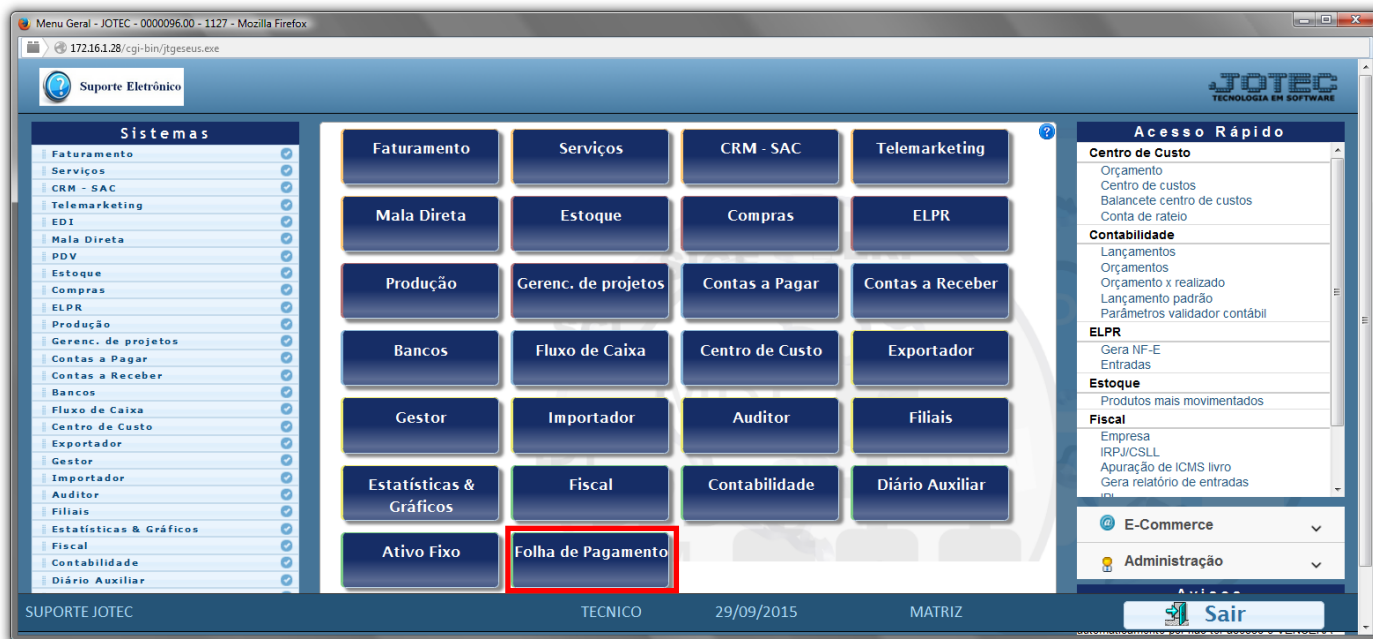 Menu Geral - JOTEC - 0000096.00 - 1127 - Mozilla Firefox
172.16.1.28/cgi-bin/jtgeseus.exe
Suporte Eletrônico
JOTEC
TECNOLOGIA EM SOFTWARE
Sistemas
Faturamento
Serviços
CRM - SAC
Telemarketing
EDI
Mala Direta
PDV
Estoque
Compras
ELPR
Produção
Gerenc. de projetos
Contas a Pagar
Contas a Receber
Bancos
Fluxo de Caixa
Centro de Custo
Exportador
Gestor
Importador
Auditor
Filiais
Estatísticas & Gráficos
Fiscal
Contabilidade
Diário Auxiliar
Faturamento
Serviços
CRM - SAC
Telemarketing
Mala Direta
Estoque
Compras
ELPR
Produção
Gerenc. de projetos
Contas a Pagar
Contas a Receber
Bancos
Fluxo de Caixa
Centro de Custo
Exportador
Gestor
Importador
Auditor
Filiais
Estatísticas &
Gráficos
Fiscal
Contabilidade
Diário Auxiliar
Ativo Fixo
Folha de Pagamento
Acesso Rápido
Centro de Custo
Orçamento
Centro de custos
Balancete centro de custos
Conta de rateio
Contabilidade
Lançamentos
Orçamentos
Orçamento x realizado
Lançamento padrão
Parâmetros validador contábil
ELPR
Gera NF-E
Entradas
Estoque
Produtos mais movimentados
Fiscal
Empresa
IRPJ/CSLL
Apuração de ICMS livro
Gera relatório de entradas
E-Commerce
Administração
SUPORTE JOTEC
TECNICO
29/09/2015
MATRIZ
Sair